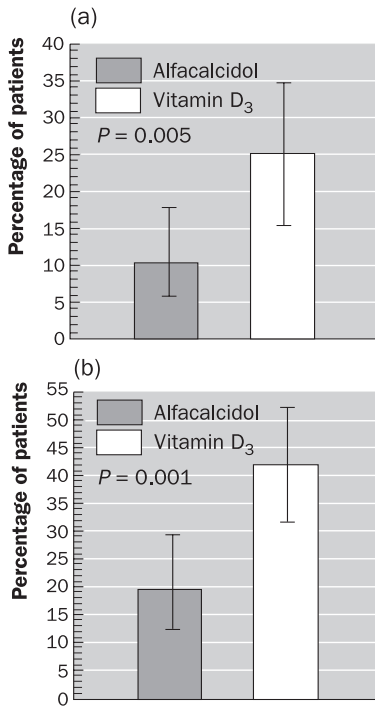 (a)
Percentage of patients
40
35
30
25
20
15
10
5
0
Alfacalcidol
Vitamin D₃
P = 0.005
(b)
Percentage of patients
55
50
45
40
35
30
25
20
15
10
5
0
Alfacalcidol
Vitamin D₃
P = 0.001